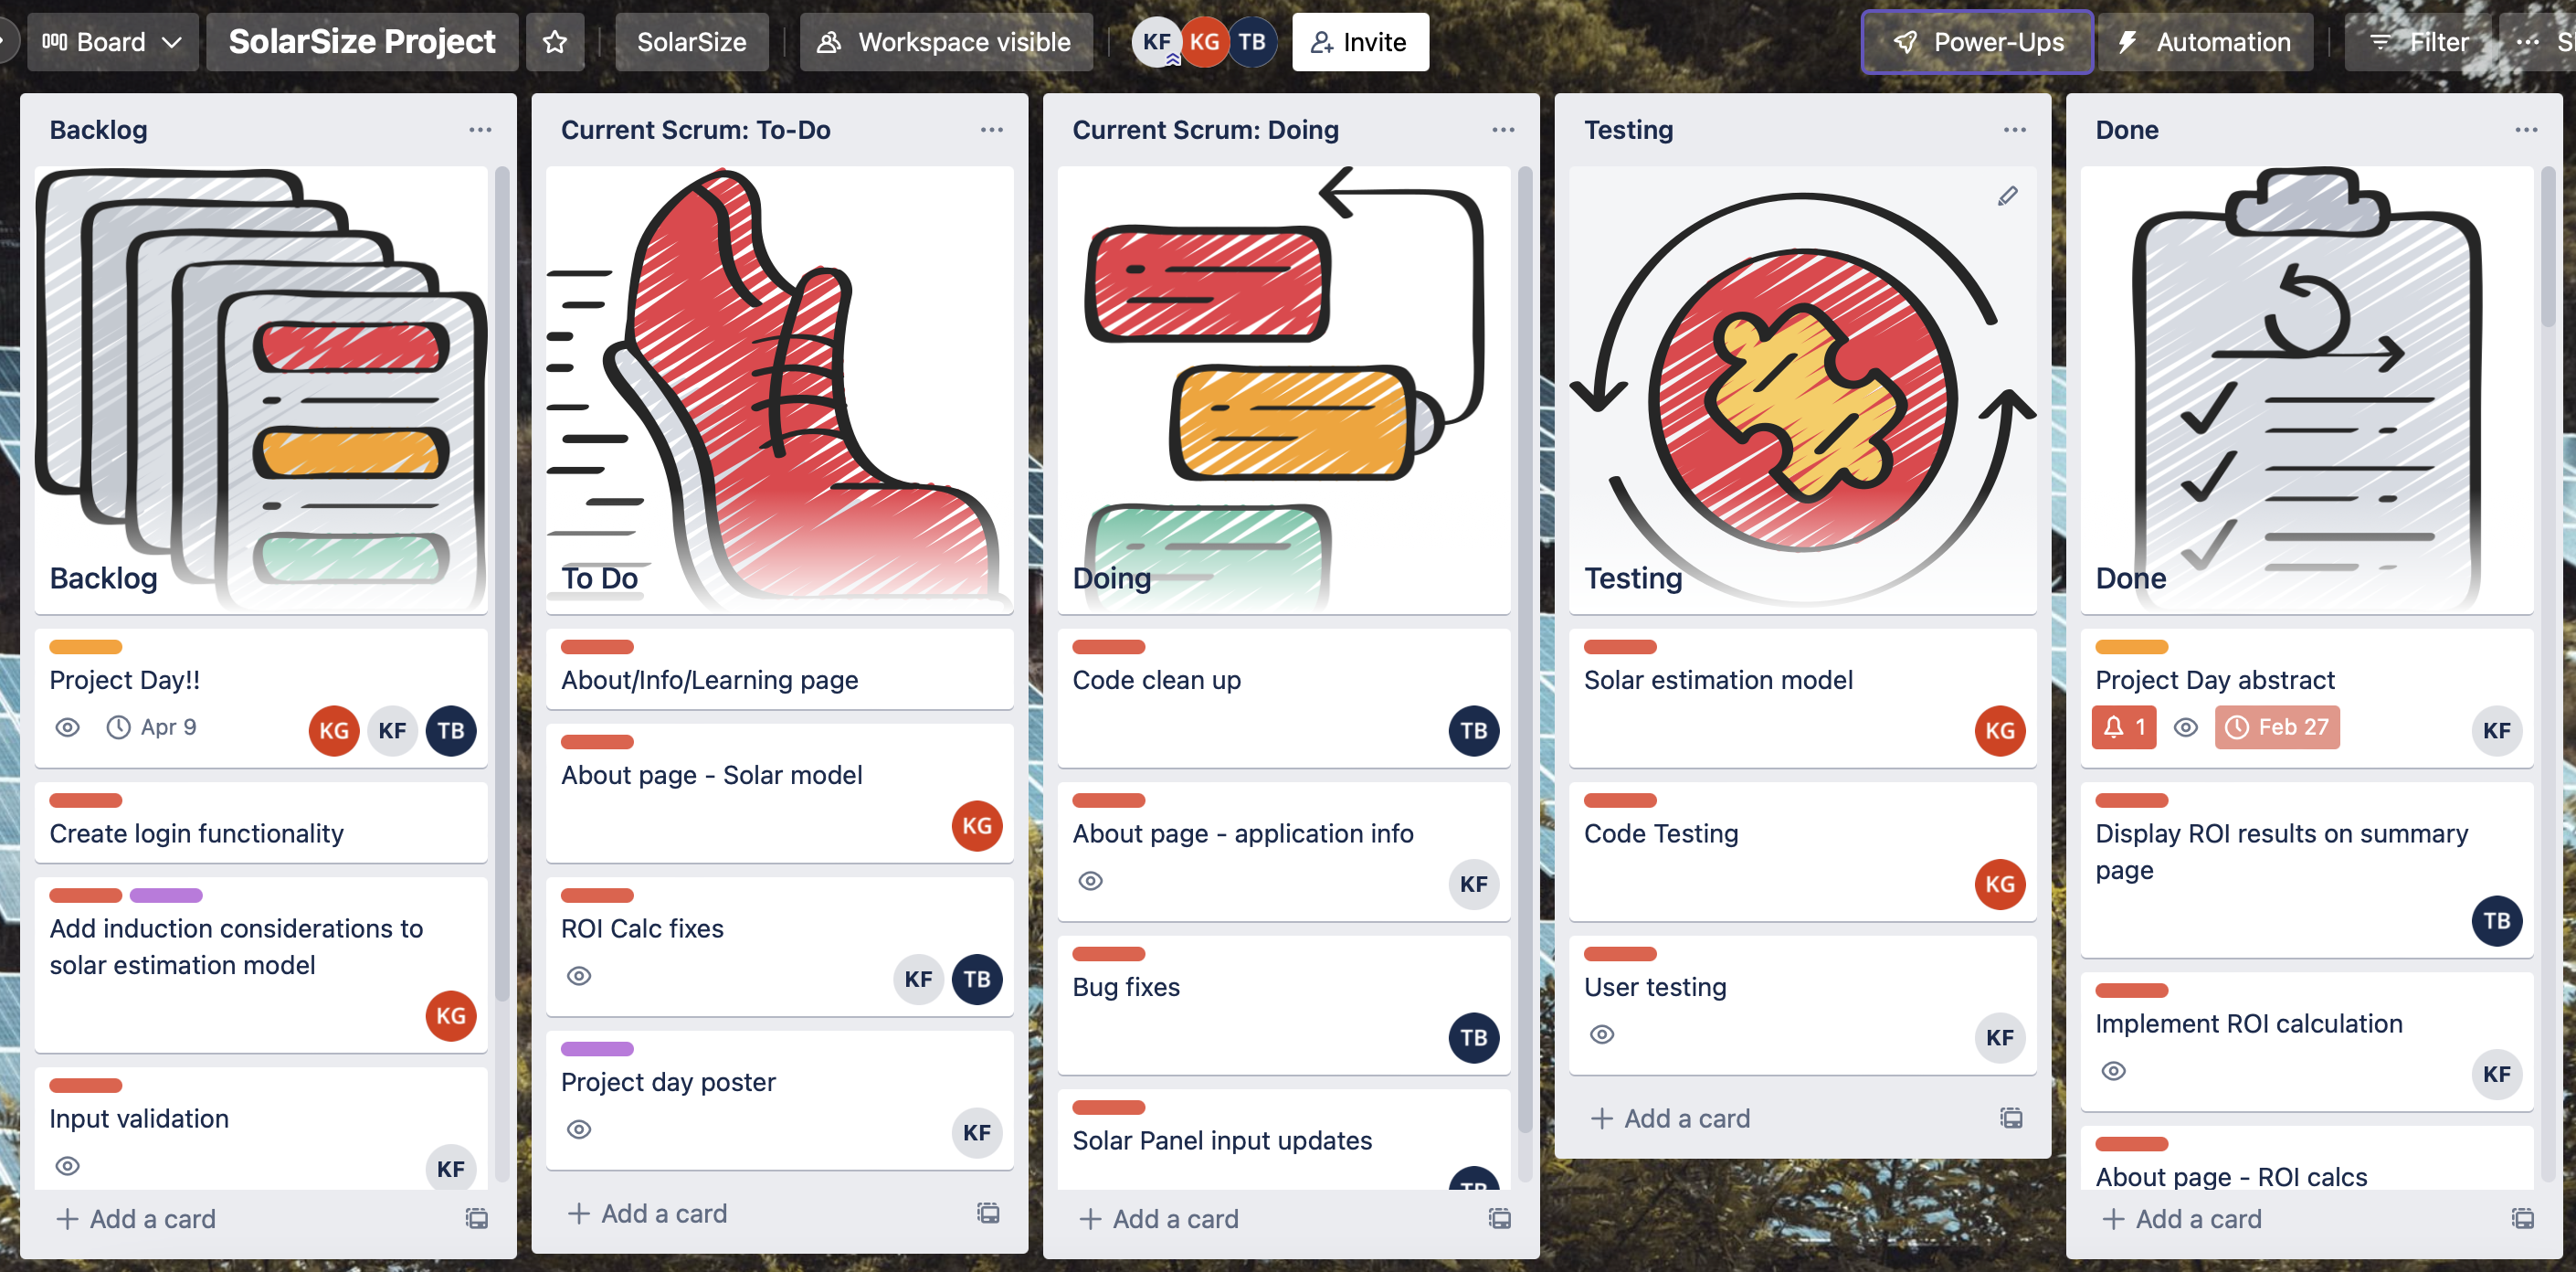 Board
SolarSize Project
SolarSize
Workspace visible
KF
KG
TB
Invite
Power-Ups
Automation
Filter
Backlog
Backlog
Project Day!!
Apr 9
KG
KF
TB
Create login functionality
Add induction considerations to
solar estimation model
KG
Input validation
KF
Add a card
Current Scrum: To-Do
To Do
About/Info/Learning page
About page - Solar model
KG
ROI Calc fixes
KF
TB
Project day poster
KF
Add a card
Current Scrum: Doing
Doing
Code clean up
TB
About page - application info
KF
Bug fixes
TB
Solar Panel input updates
TB
Add a card
Testing
Testing
Solar estimation model
KG
Code Testing
KG
User testing
KF
Add a card
Done
Done
Project Day abstract
1
Feb 27
KF
Display ROI results on summary
page
TB
Implement ROI calculation
KF
About page - ROI calcs
Add a card